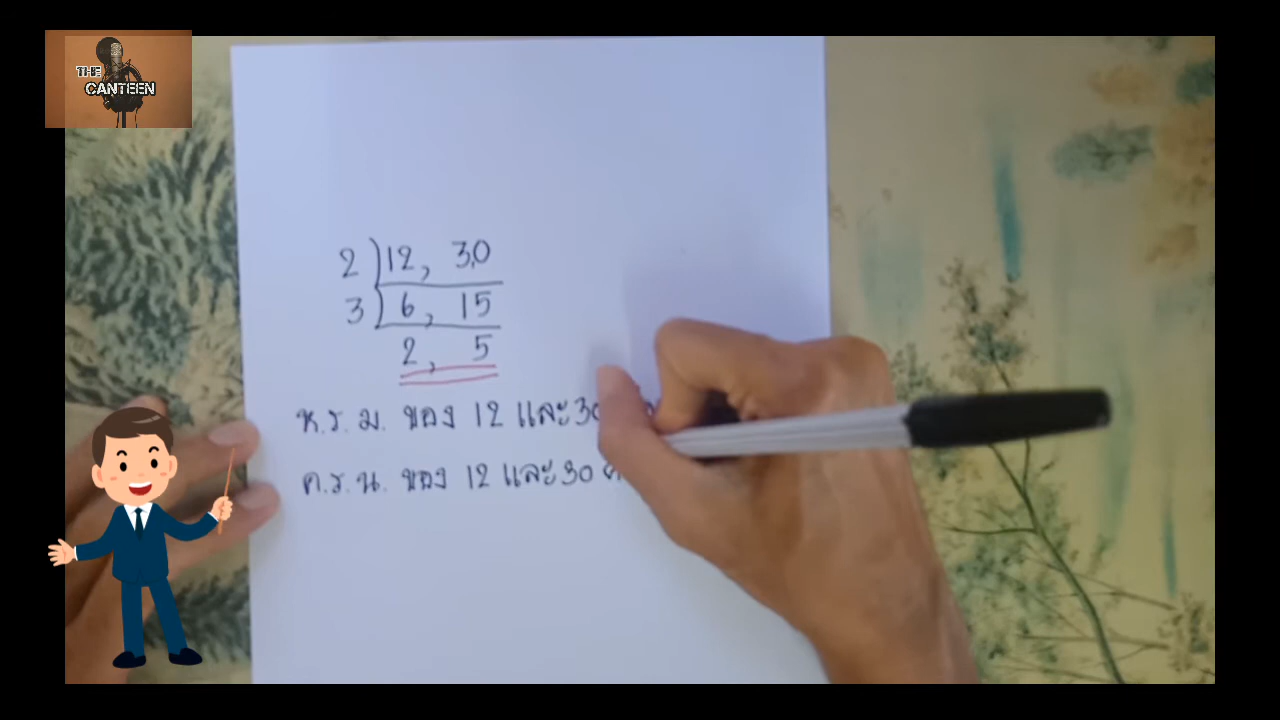 THE
CANTEEN
2 ) 12, 30
3 ) 6, 15
2, 5
ห.ร.ม. ของ 12 และ 30
ค.ร.น. ของ 12 และ 30